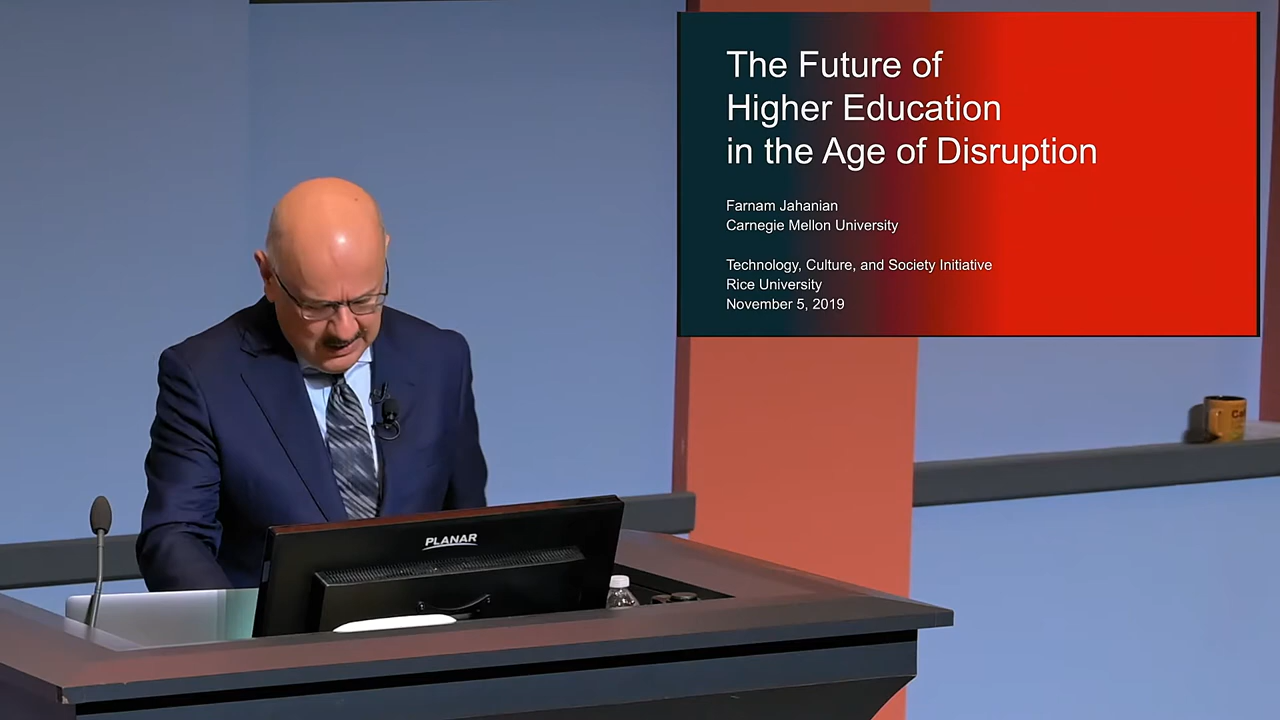 The Future of
Higher Education
in the Age of Disruption
Farnam Jahanian
Carnegie Mellon University
Technology, Culture, and Society Initiative
Rice University
November 5, 2019
PLANAR